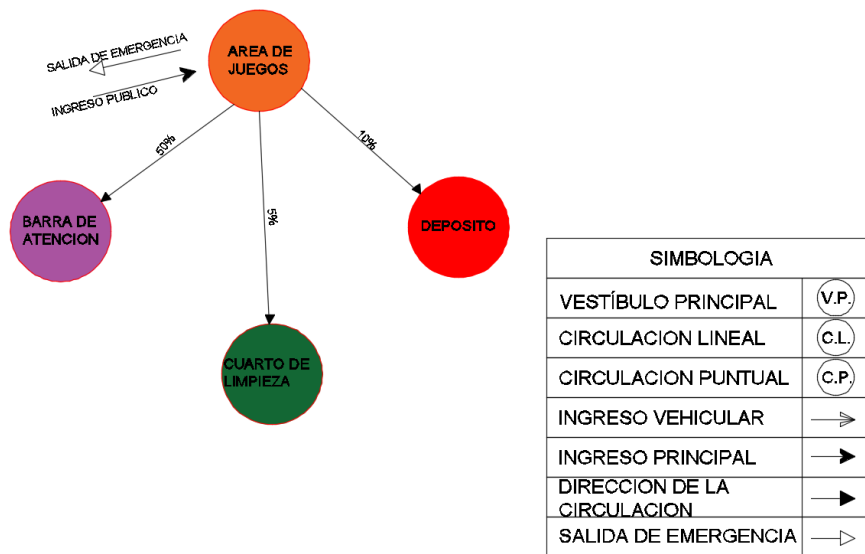 SALIDA DE EMERGENCIA
INGRESO PUBLICO
AREA DE
JUEGOS
50%
5%
10%
BARRA DE
ATENCION
DEPOSITO
CUARTO DE
LIMPIEZA
SIMBOLOGIA
VESTÍBULO PRINCIPAL V.P.
CIRCULACION LINEAL C.L.
CIRCULACION PUNTUAL C.P.
INGRESO VEHICULAR
INGRESO PRINCIPAL
DIRECCION DE LA
CIRCULACION
SALIDA DE EMERGENCIA